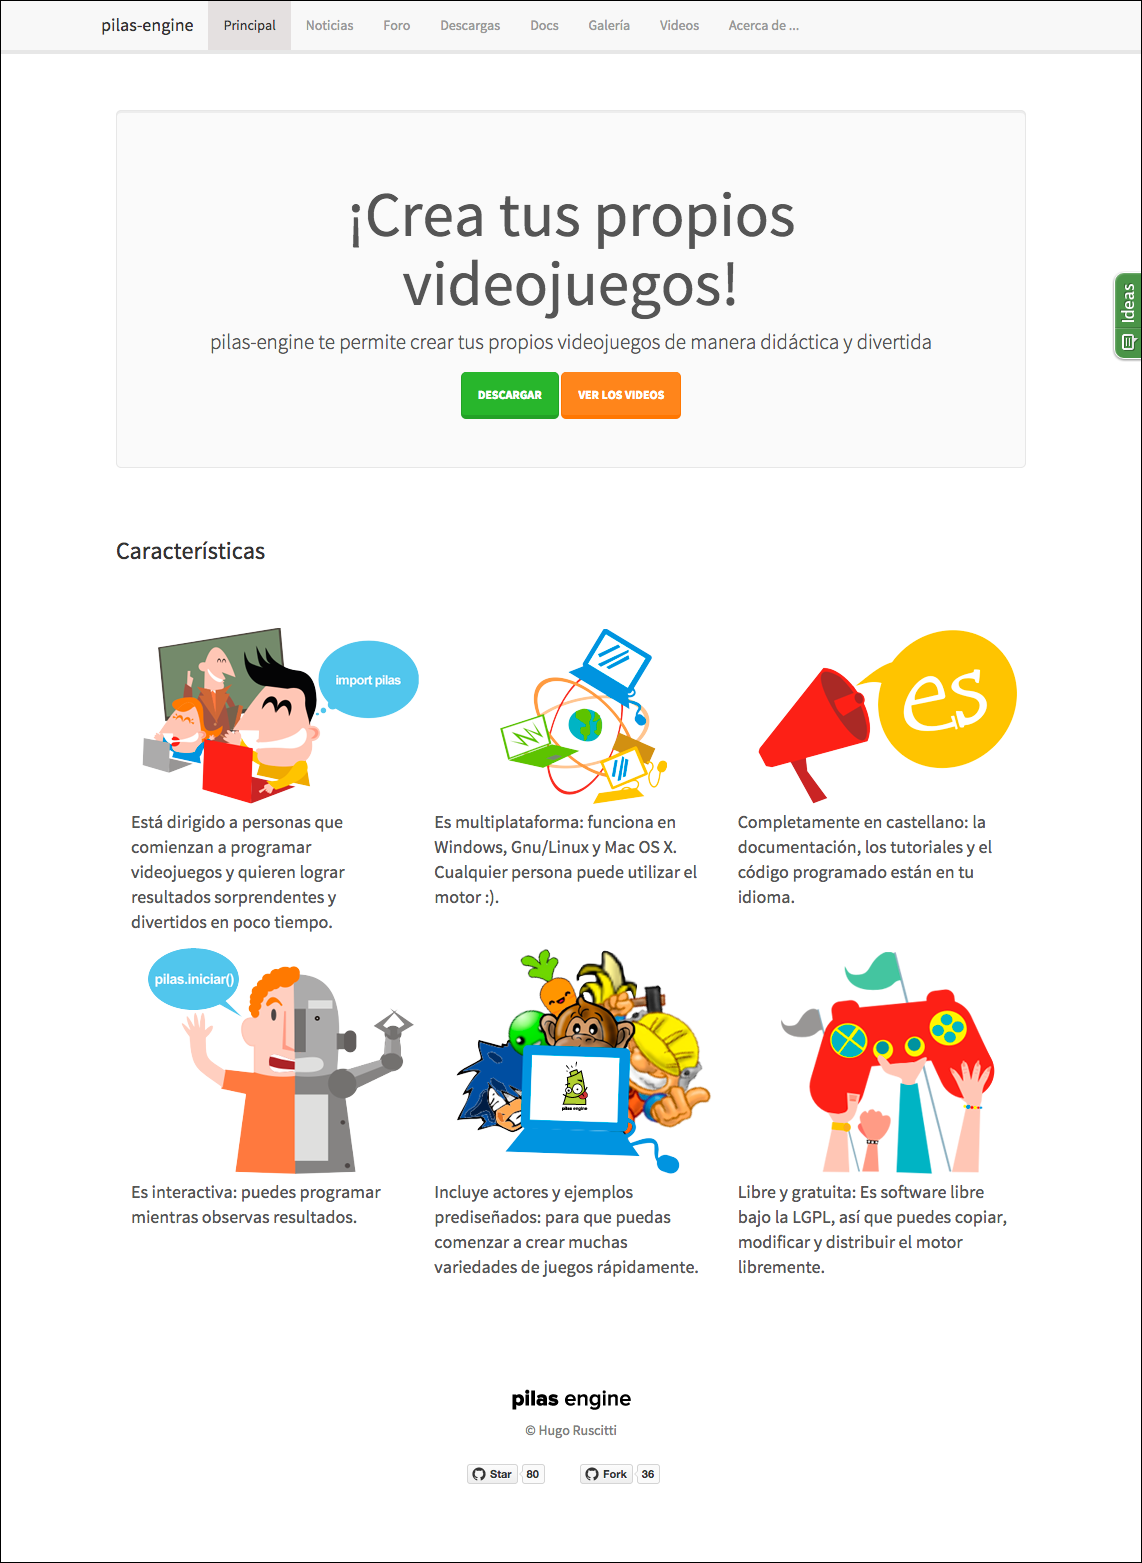 pilas-engine Principal Noticias Foro Descargas Docs Galería Videos Acerca de ...
¡Crea tus propios
videojuegos!
pilas-engine te permite crear tus propios videojuegos de manera didáctica y divertida
DESCARGAR VER LOS VIDEOS
Ideas
Características
import pilas
es
Está dirigido a personas que
comienzan a programar
videojuegos y quieren lograr
resultados sorprendentes y
divertidos en poco tiempo.
Es multiplataforma: funciona en
Windows, Gnu/Linux y Mac OS X.
Cualquier persona puede utilizar el
motor :).
Completamente en castellano: la
documentación, los tutoriales y el
código programado están en tu
idioma.
pilas.iniciar()
pilas engine
Es interactiva: puedes programar
mientras observas resultados.
Incluye actores y ejemplos
prediseñados: para que puedas
comenzar a crear muchas
variedades de juegos rápidamente.
Libre y gratuita: Es software libre
bajo la LGPL, así que puedes copiar,
modificar y distribuir el motor
libremente.
pilas engine
© Hugo Ruscitti
Star 80 Fork 36